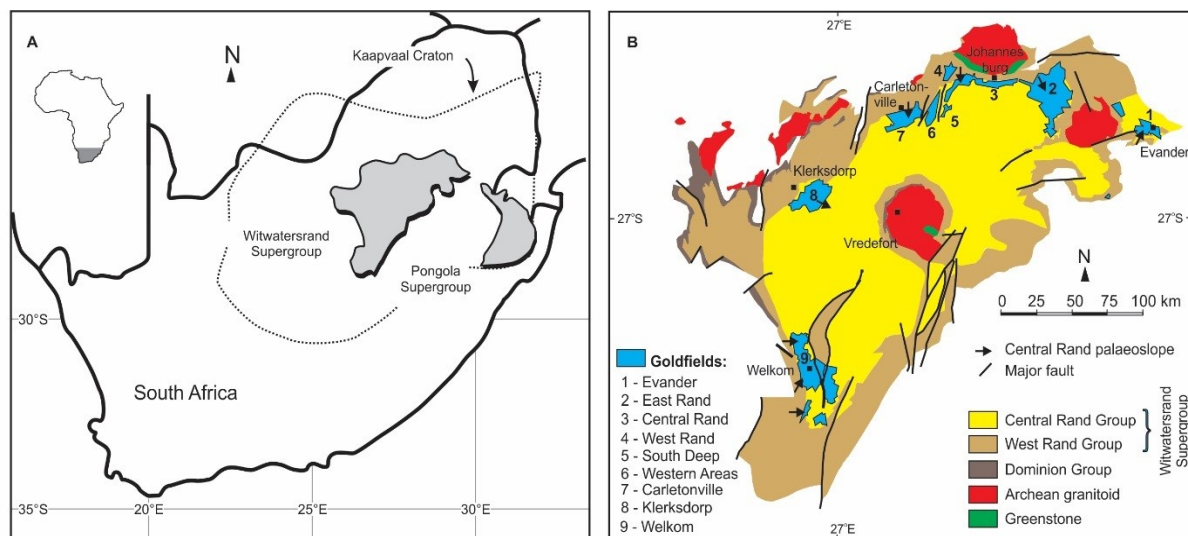 A
N
Kaapvaal Craton
Witwatersrand
Supergroup
Pongola
Supergroup
30°S
South Africa
35°S
20°E
25°E
30°E
B
27°E
Johannes
burg
Carleton-
ville
4
2
3
1
7
6
5
Evander
Klerksdorp
8
27°S
27°S
Vredefort
N
0 25 50 75 100 km
Central Rand palaeoslope
Major fault
9
Welkom
Goldfields:
1 - Evander
2 - East Rand
3 - Central Rand
4 - West Rand
5 - South Deep
6 - Western Areas
7 - Carletonville
8 - Klerksdorp
9 - Welkom
Central Rand Group
West Rand Group
Witwatersrand
Supergroup
Dominion Group
Archean granitoid
Greenstone
27°E